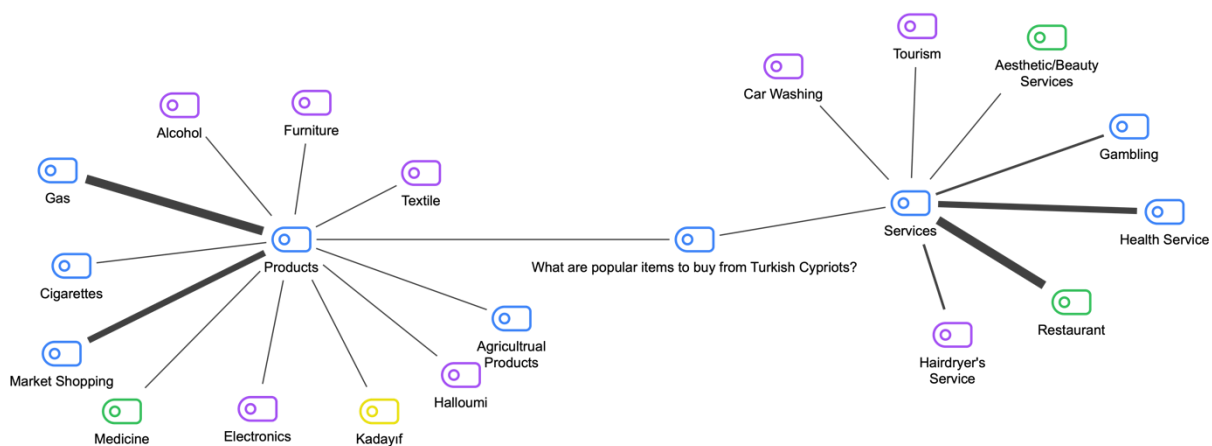 Tourism
Aesthetic/Beauty
Services
Car Washing
Alcohol
Furniture
Gambling
Gas
Textile
Services
Health Service
Products
What are popular items to buy from Turkish Cypriots?
Cigarettes
Restaurant
Agricultrual
Products
Market Shopping
Hairdryer's
Service
Halloumi
Medicine
Electronics
Kadayıf